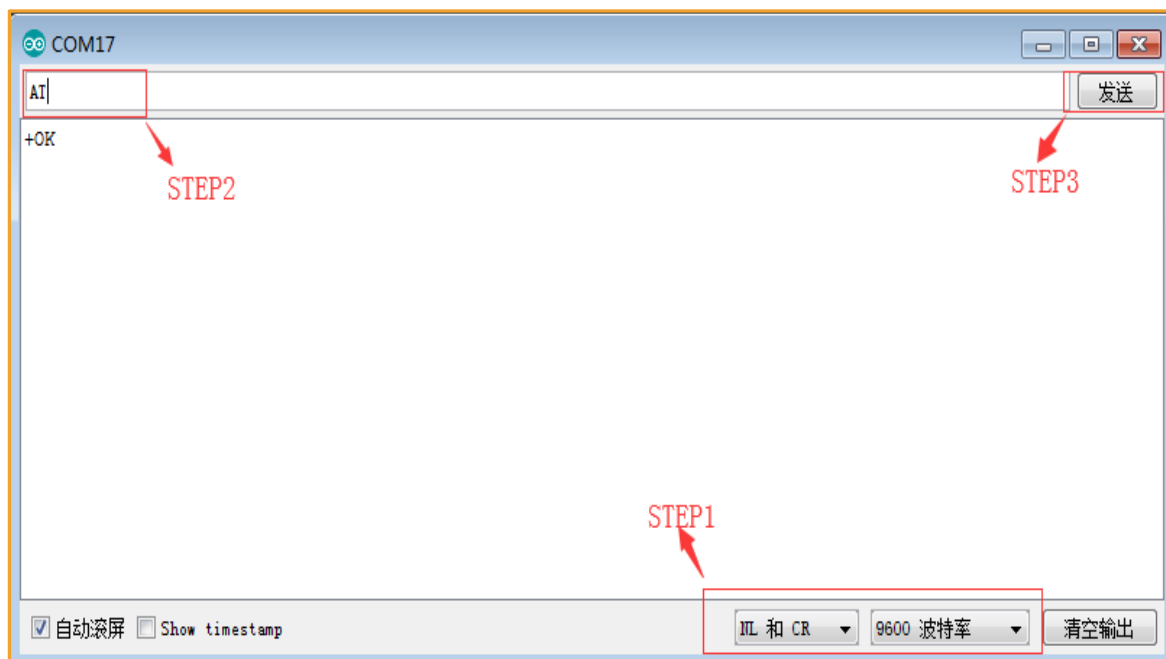 COM17
AT
发送
+OK
STEP2
STEP3
STEP1
自动滚屏 Show timestamp NL 和 CR 9600 波特率 清空输出